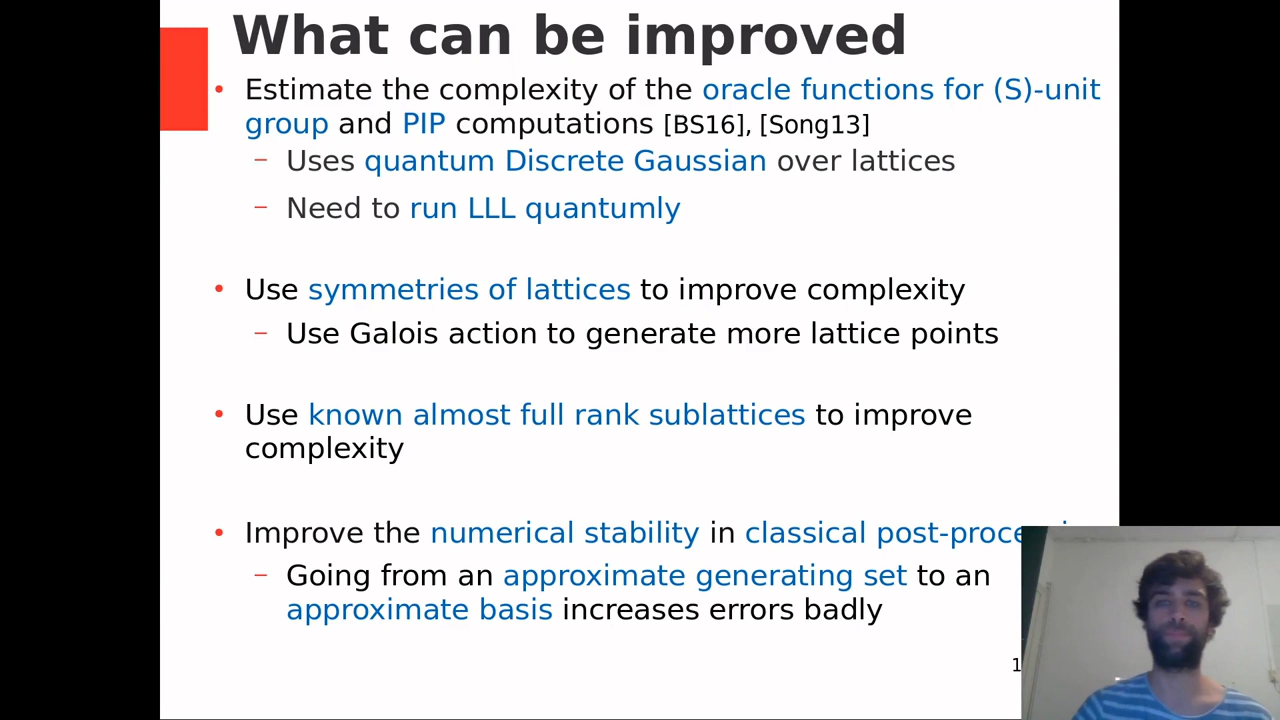 What can be improved
• Estimate the complexity of the oracle functions for (S)-unit
group and PIP computations [BS16], [Song13]
– Uses quantum Discrete Gaussian over lattices
– Need to run LLL quantumly
• Use symmetries of lattices to improve complexity
– Use Galois action to generate more lattice points
• Use known almost full rank sublattices to improve
complexity
• Improve the numerical stability in classical
– Going from an approximate generating set to an
approximate basis increases errors badly